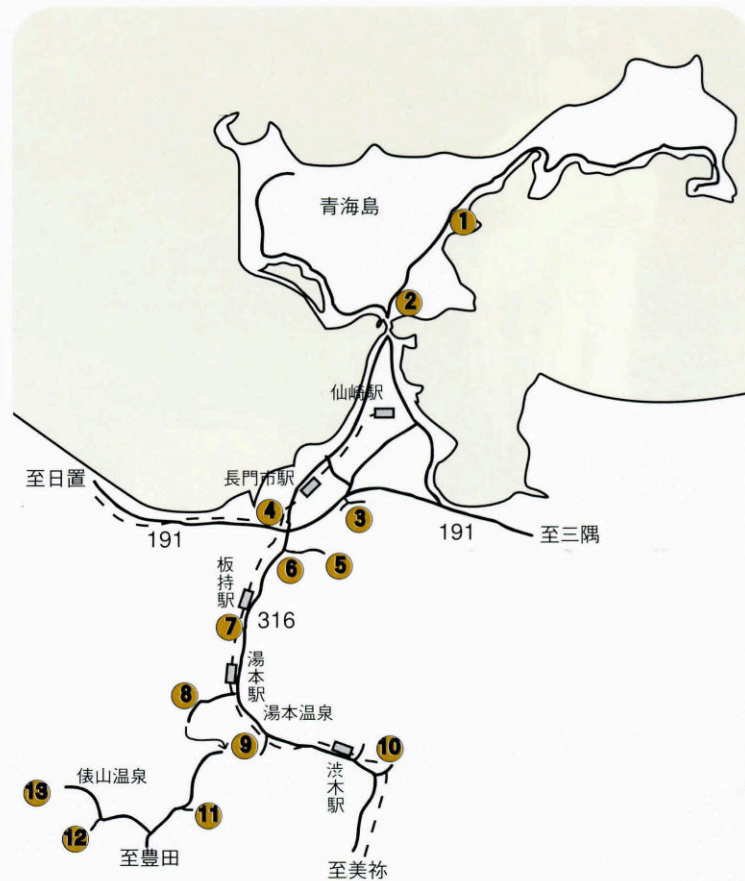 青海島
1
2
仙崎駅
長門市駅
至日置
4
3
191
191
至三隅
板持駅
6
5
7
316
湯本駅
8
湯本温泉
9
10
渋木駅
俵山温泉
13
11
12
至豊田
至美祢